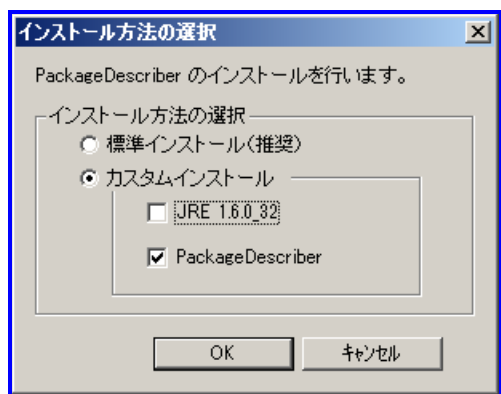 インストール方法の選択
PackageDescriber のインストールを行います。
インストール方法の選択
標準インストール(推奨)
カスタムインストール
JRE 1.6.0_32
PackageDescriber
OK
キャンセル